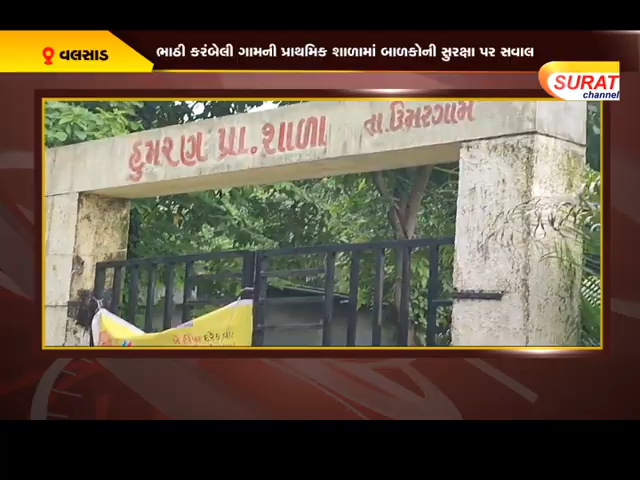 વલસાડ
ભાઠી કરંબેલી ગામની પ્રાથમિક શાળામાં બાળકોની સુરક્ષા પર સવાલ
SURAT
channel
હુમરણ પ્રા.શાળા તા.ઉમરગામ